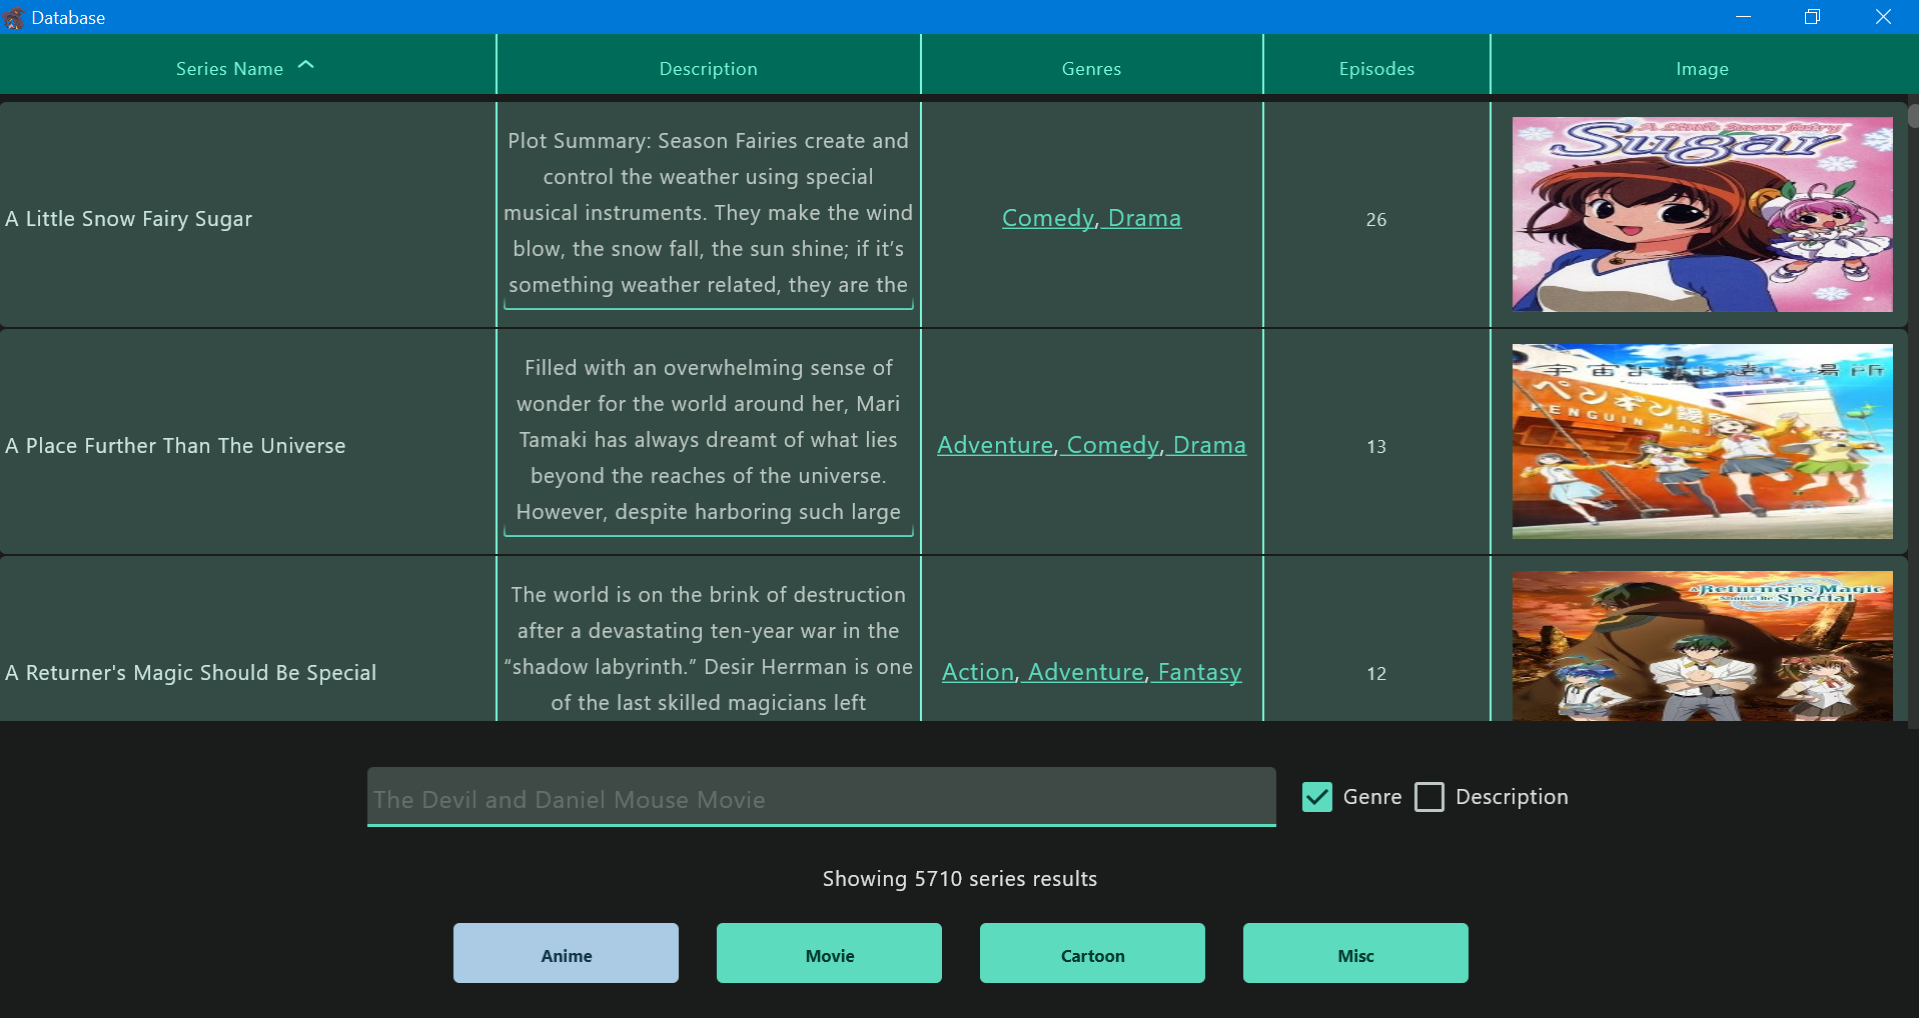 Database
Series Name
Description
Genres
Episodes
Image
A Little Snow Fairy Sugar
Plot Summary: Season Fairies create and
control the weather using special
musical instruments. They make the wind
blow, the snow fall, the sun shine; if it’s
something weather related, they are the
Comedy, Drama
26
A Little Snow Fairy
Sugar
A Place Further Than The Universe
Filled with an overwhelming sense of
wonder for the world around her, Mari
Tamaki has always dreamt of what lies
beyond the reaches of the universe.
However, despite harboring such large
Adventure, Comedy, Drama
13
宇宙よりも遠い場所
ペンギン饅頭
PENGUIN MANJ
A Returner's Magic Should Be Special
The world is on the brink of destruction
after a devastating ten-year war in the
“shadow labyrinth.” Desir Herrman is one
of the last skilled magicians left
Action, Adventure, Fantasy
12
A Returner's Magic
Should Be Special
The Devil and Daniel Mouse Movie
Genre
Description
Showing 5710 series results
Anime
Movie
Cartoon
Misc